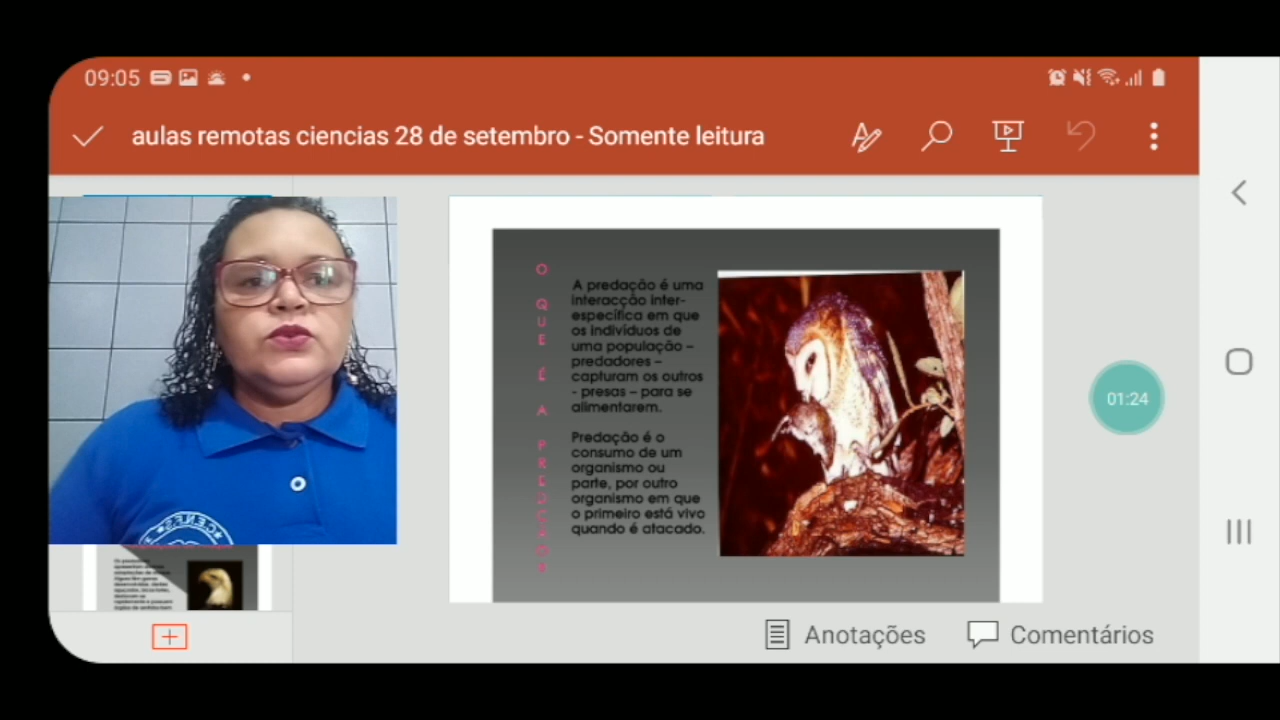 09:05
aulas remotas ciencias 28 de setembro - Somente leitura
O QUE É A PREDAÇÃO?
A predação é uma
interacção inter-
específica em que
os indivíduos de
uma população –
predadores –
capturam os outros
- presas – para se
alimentarem.
Predação é o
consumo de um
organismo ou
parte, por outro
organismo em que
o primeiro está vivo
quando é atacado.
01:24
Anotações
Comentários